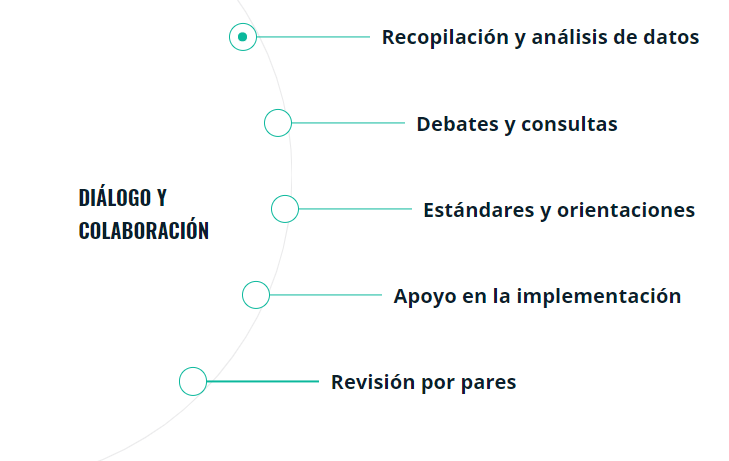 Recopilación y análisis de datos
Debates y consultas
DIÁLOGO Y
COLABORACIÓN
Estándares y orientaciones
Apoyo en la implementación
Revisión por pares